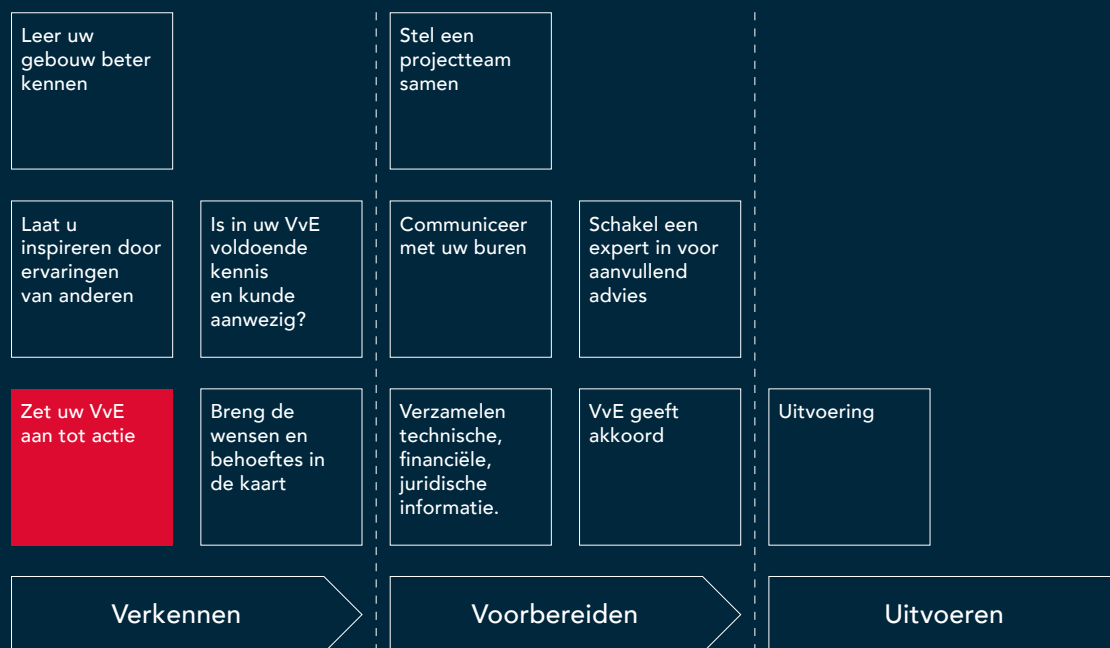 Leer uw
gebouw beter
kennen
Stel een
projectteam
samen
Laat u
inspireren door
ervaringen
van anderen
Is in uw VvE
voldoende
kennis
en kunde
aanwezig?
Communiceer
met uw buren
Schakel een
expert in voor
aanvullend
advies
Zet uw VvE
aan tot actie
Breng de
wensen en
behoeftes in
de kaart
Verzamelen
technische,
financiële,
juridische
informatie.
VvE geeft
akkoord
Uitvoering
Verkennen
Voorbereiden
Uitvoeren